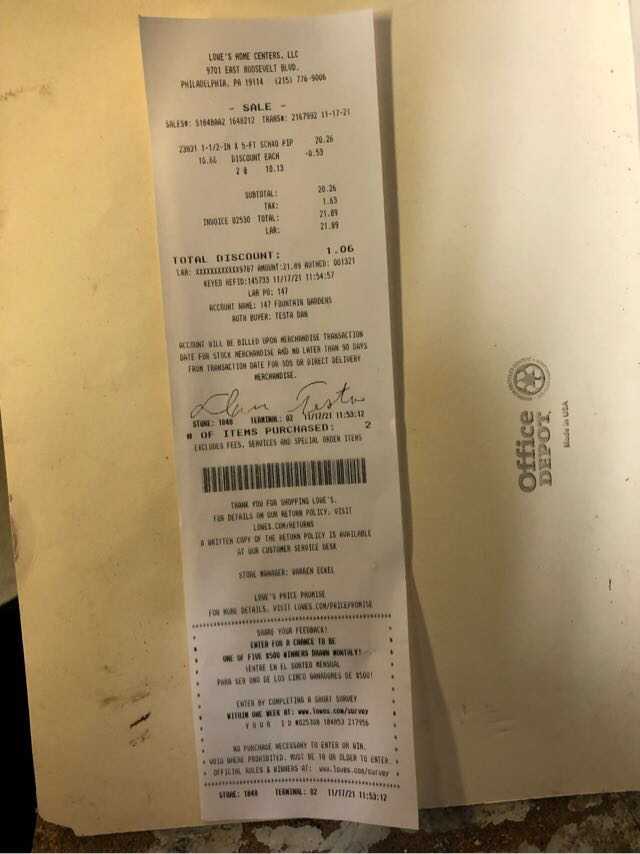 LOWE'S HOME CENTERS, LLC
9701 EAST ROOSEVELT BLVD.
PHILADELPHIA, PA 19114 (215) 776-9006
- SALE -
SALES#: S1848AA2 1648212 TRANS#: 2167992 11-17-21
23831 1-1/2-IN X 5-FT SCH40 PIP 20.26
10.66 DISCOUNT EACH -0.53
2 @ 10.13
SUBTOTAL: 20.26
TAX: 1.63
INVOICE 02530 TOTAL: 21.89
LAR: 21.89
TOTAL DISCOUNT: 1.06
LAR: XXXXXXXXXXXX9707 AMOUNT:21.89 AUTHCD: 001321
KEYED REFID:145733 11/17/21 11:54:57
LAR PO: 147
ACCOUNT NAME: 147 FOUNTAIN GARDENS
AUTH BUYER: TESTA DAN
ACCOUNT WILL BE BILLED UPON MERCHANDISE TRANSACTION
DATE FOR STOCK MERCHANDISE AND NO LATER THAN 90 DAYS
FROM TRANSACTION DATE FOR SOS OR DIRECT DELIVERY
MERCHANDISE.
Dan Testa
STORE: 1848 TERMINAL: 02 11/17/21 11:53:12
# OF ITEMS PURCHASED: 2
EXCLUDES FEES, SERVICES AND SPECIAL ORDER ITEMS
THANK YOU FOR SHOPPING LOWE'S.
FOR DETAILS ON OUR RETURN POLICY, VISIT
LOWES.COM/RETURNS
A WRITTEN COPY OF THE RETURN POLICY IS AVAILABLE
AT OUR CUSTOMER SERVICE DESK
STORE MANAGER: WARREN ECKEL
LOWE'S PRICE PROMISE
FOR MORE DETAILS, VISIT LOWES.COM/PRICEPROMISE
SHARE YOUR FEEDBACK!
ENTER FOR A CHANCE TO BE
ONE OF FIVE $500 WINNERS DRAWN MONTHLY!
¡ENTRE EN EL SORTEO MENSUAL
PARA SER UNO DE LOS CINCO GANADORES DE $500!
ENTER BY COMPLETING A SHORT SURVEY
WITHIN ONE WEEK AT: www.lowes.com/survey
Y O U R I D #025308 184853 217956
NO PURCHASE NECESSARY TO ENTER OR WIN.
VOID WHERE PROHIBITED. MUST BE 18 OR OLDER TO ENTER.
OFFICIAL RULES & WINNERS AT: www.lowes.com/survey
STORE: 1848 TERMINAL: 02 11/17/21 11:53:12
Office
DEPOT.
Made in USA